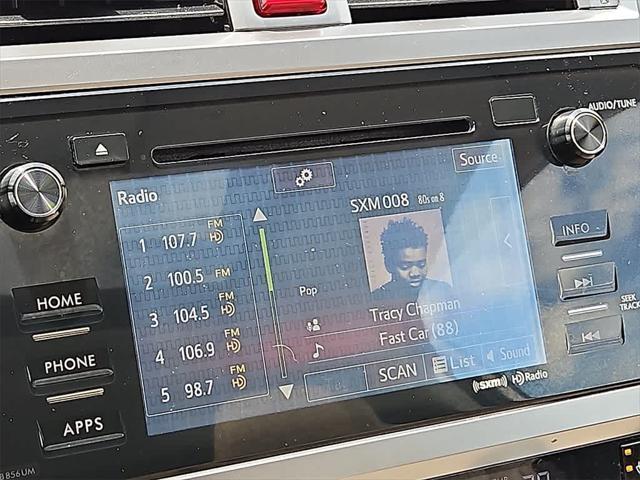 AUDIO/TUNE
Radio
Source
SXM 008 80s on 8
1 107.7 FM HD
2 100.5 FM
3 104.5 FM HD
4 106.9 FM HD
5 98.7 FM HD
Pop
Tracy Chapman
Fast Car (88)
SCAN
List
Sound
((sxm)) HD Radio
HOME
PHONE
APPS
INFO
SEEK
TRACK
B856UM